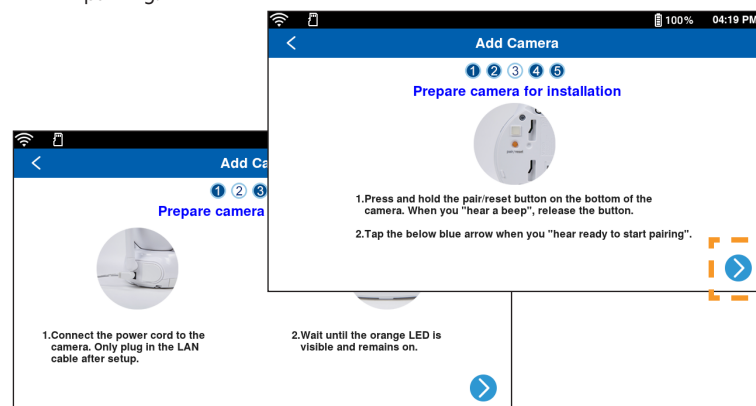 100% 04:19 PM
Add Camera
1 2 3 4 5
Prepare camera for installation
1.Press and hold the pair/reset button on the bottom of the
camera. When you "hear a beep", release the button.
2.Tap the below blue arrow when you "hear ready to start pairing".
Add Ca
1 2 3
Prepare camera
1.Connect the power cord to the
camera. Only plug in the LAN
cable after setup.
2.Wait until the orange LED is
visible and remains on.